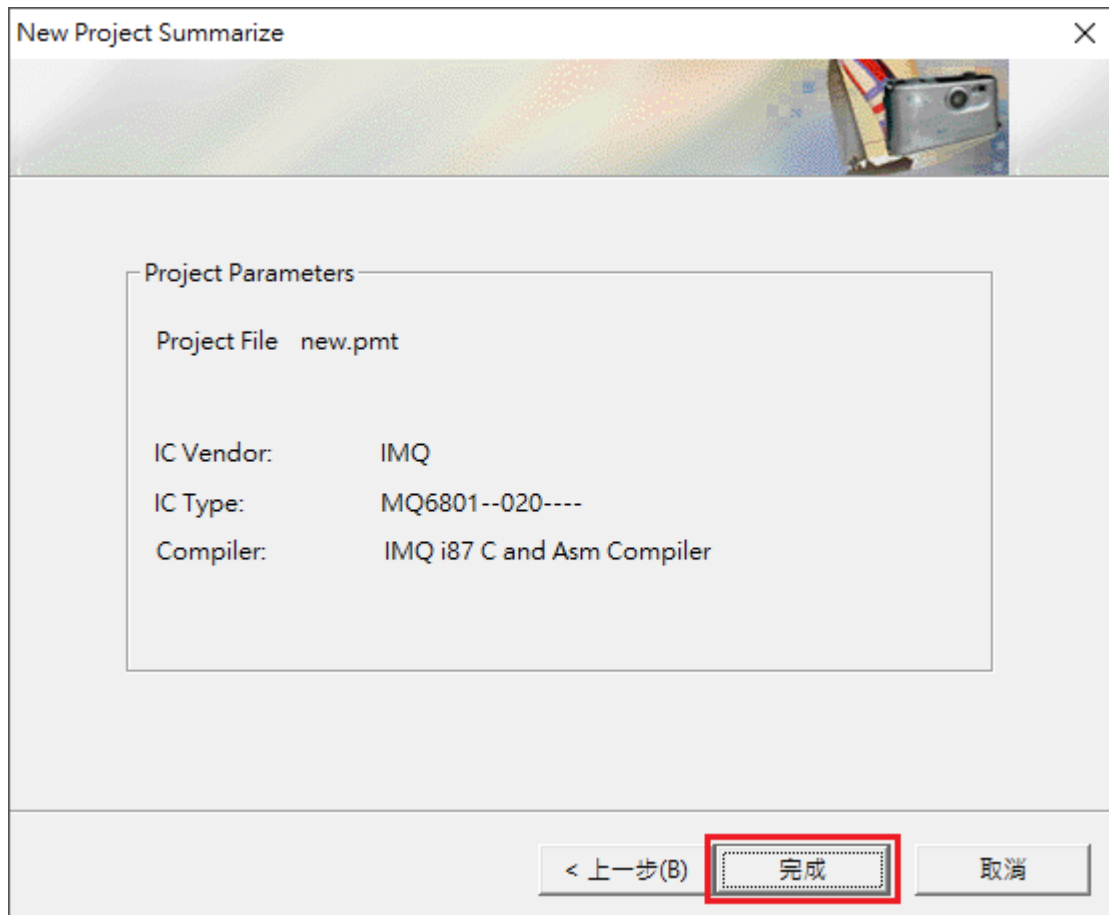 New Project Summarize
Project Parameters
Project File new.pmt
IC Vendor: IMQ
IC Type: MQ6801--020----
Compiler: IMQ i87 C and Asm Compiler
< 上一步(B) 完成 取消